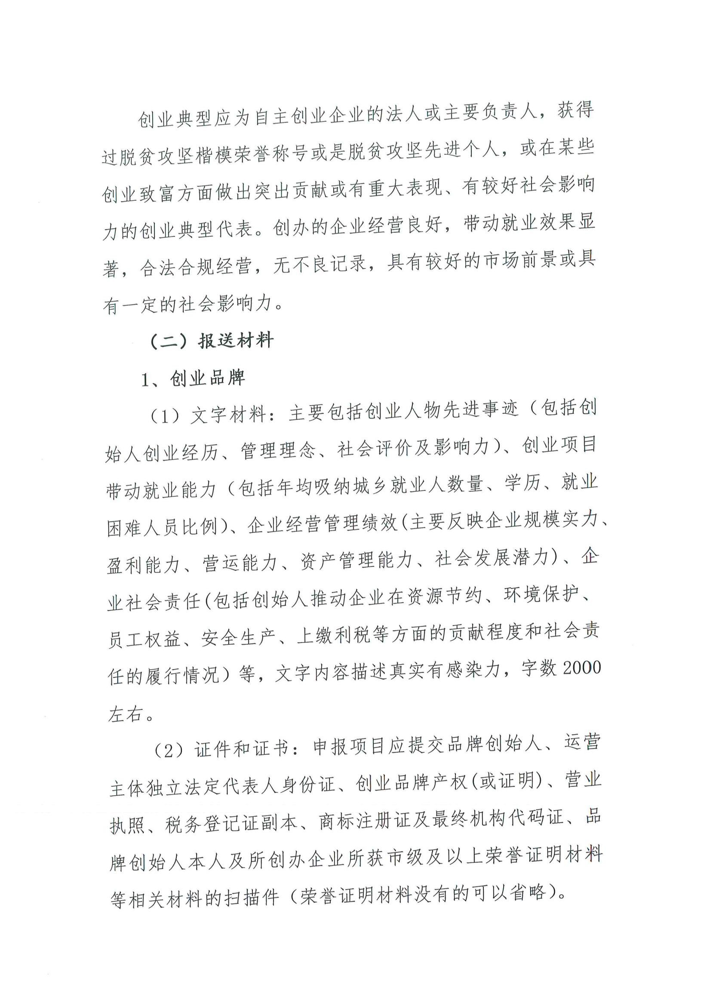 创业典型应为自主创业企业的法人或主要负责人，获得
过脱贫攻坚楷模荣誉称号或是脱贫攻坚先进个人，或在某些
创业致富方面做出突出贡献或有重大表现、有较好社会影响
力的创业典型代表。创办的企业经营良好，带动就业效果显
著，合法合规经营，无不良记录，具有较好的市场前景或具
有一定的社会影响力。
（二）报送材料
1、创业品牌
（1）文字材料：主要包括创业人物先进事迹（包括创
始人创业经历、管理理念、社会评价及影响力）、创业项目
带动就业能力（包括年均吸纳城乡就业人数量、学历、就业
困难人员比例）、企业经营管理绩效(主要反映企业规模实力、
盈利能力、营运能力、资产管理能力、社会发展潜力)、企
业社会责任(包括创始人推动企业在资源节约、环境保护、
员工权益、安全生产、上缴利税等方面的贡献程度和社会责
任的履行情况）等，文字内容描述真实有感染力，字数 2000
左右。
（2）证件和证书：申报项目应提交品牌创始人、运营
主体独立法定代表人身份证、创业品牌产权(或证明)、营业
执照、税务登记证副本、商标注册证及最终机构代码证、品
牌创始人本人及所创办企业所获市级及以上荣誉证明材料
等相关材料的扫描件（荣誉证明材料没有的可以省略）。